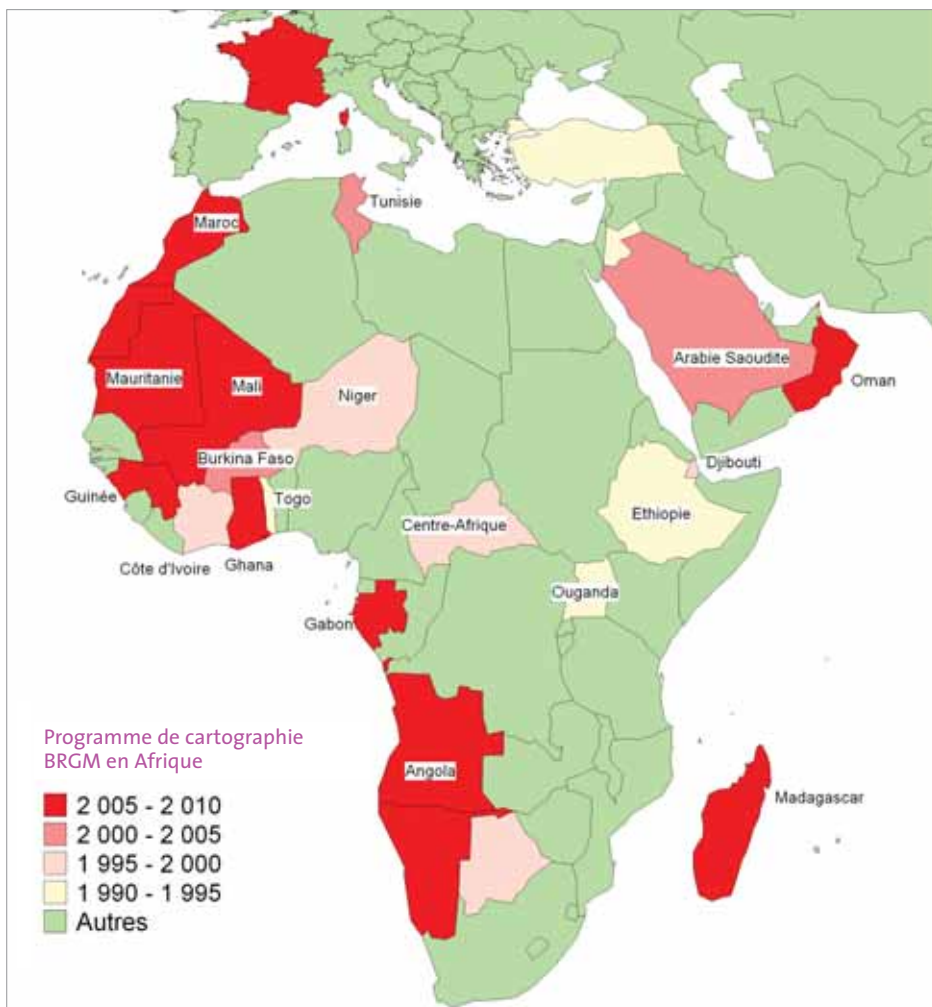 Tunisie
Maroc
Arabie Saoudite
Oman
Mauritanie
Mali
Niger
Burkina Faso
Djibouti
Guinée
Togo
Centre-Afrique
Ethiopie
Côte d'Ivoire
Ghana
Ouganda
Gabon
Angola
Madagascar
Programme de cartographie
BRGM en Afrique
2 005 - 2 010
2 000 - 2 005
1 995 - 2 000
1 990 - 1 995
Autres